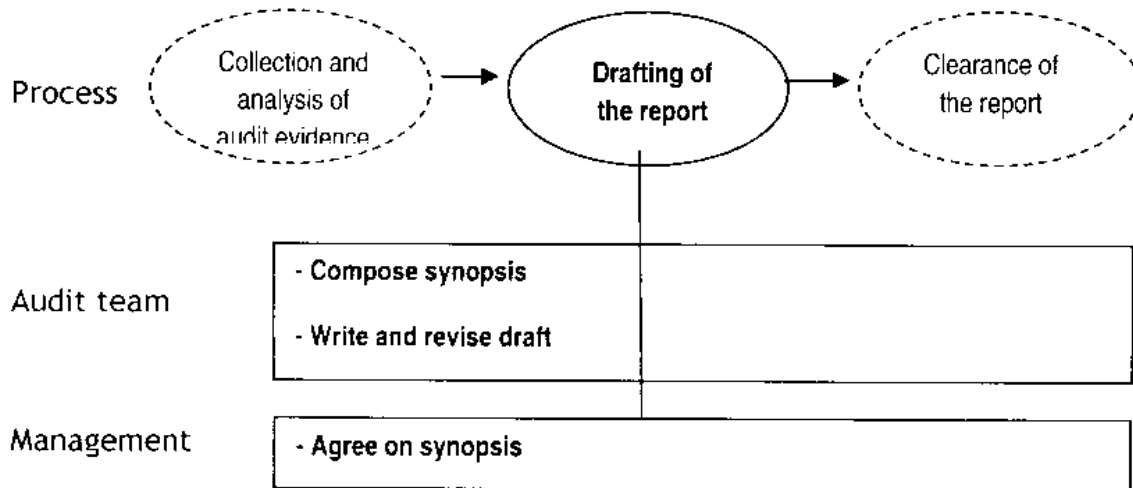 Process
Collection and
analysis of
audit evidence
Drafting of
the report
Clearance of
the report
Audit team
- Compose synopsis
- Write and revise draft
Management
- Agree on synopsis